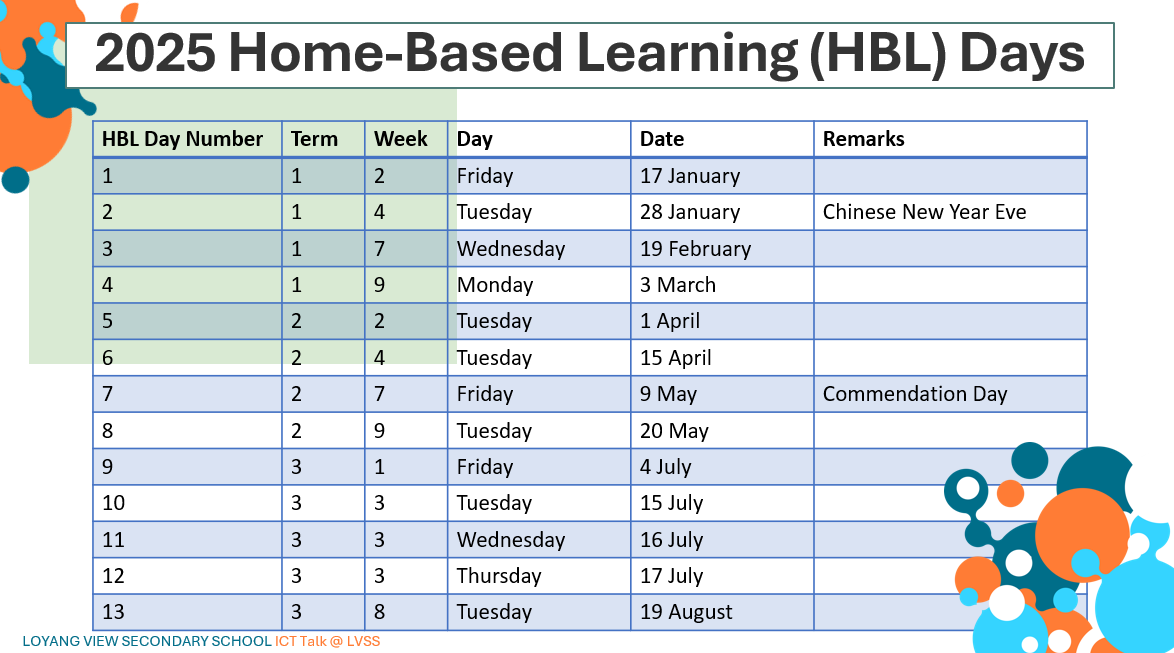 2025 Home-Based Learning (HBL) Days
HBL Day Number Term Week Day Date Remarks
1 1 2 Friday 17 January
2 1 4 Tuesday 28 January Chinese New Year Eve
3 1 7 Wednesday 19 February
4 1 9 Monday 3 March
5 2 2 Tuesday 1 April
6 2 4 Tuesday 15 April
7 2 7 Friday 9 May Commendation Day
8 2 9 Tuesday 20 May
9 3 1 Friday 4 July
10 3 3 Tuesday 15 July
11 3 3 Wednesday 16 July
12 3 3 Thursday 17 July
13 3 8 Tuesday 19 August
LOYANG VIEW SECONDARY SCHOOL ICT Talk @ LVSS